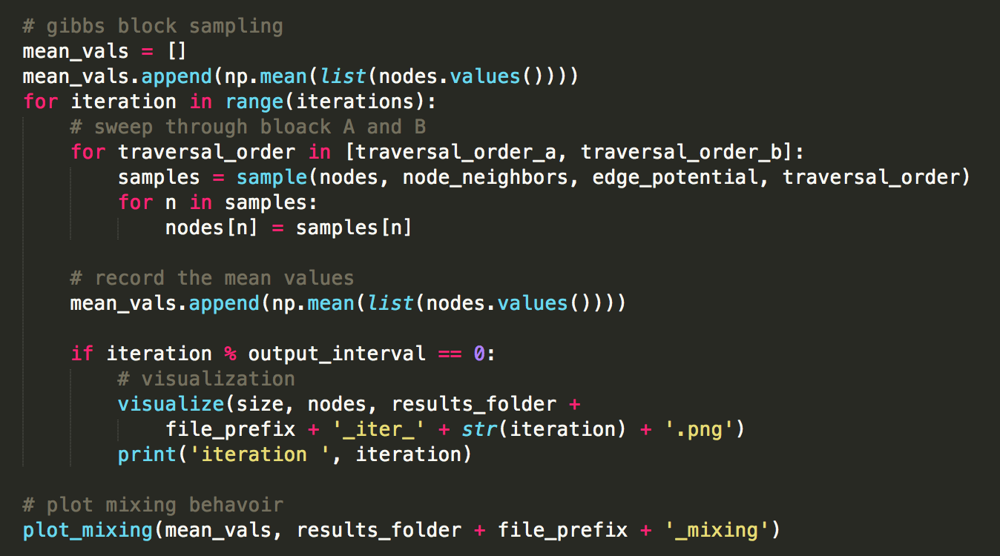 # gibbs block sampling
mean_vals = []
mean_vals.append(np.mean(list(nodes.values())))
for iteration in range(iterations):
    # sweep through bloack A and B
    for traversal_order in [traversal_order_a, traversal_order_b]:
        samples = sample(nodes, node_neighbors, edge_potential, traversal_order)
        for n in samples:
            nodes[n] = samples[n]

    # record the mean values
    mean_vals.append(np.mean(list(nodes.values())))

    if iteration % output_interval == 0:
        # visualization
        visualize(size, nodes, results_folder +
            file_prefix + '_iter_' + str(iteration) + '.png')
        print('iteration ', iteration)

# plot mixing behavoir
plot_mixing(mean_vals, results_folder + file_prefix + '_mixing')